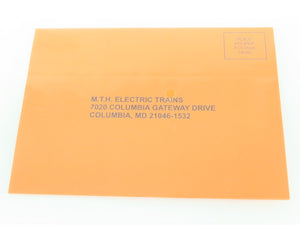 M.T.H. ELECTRIC TRAINS
7020 COLUMBIA GATEWAY DRIVE
COLUMBIA, MD 21046-1532